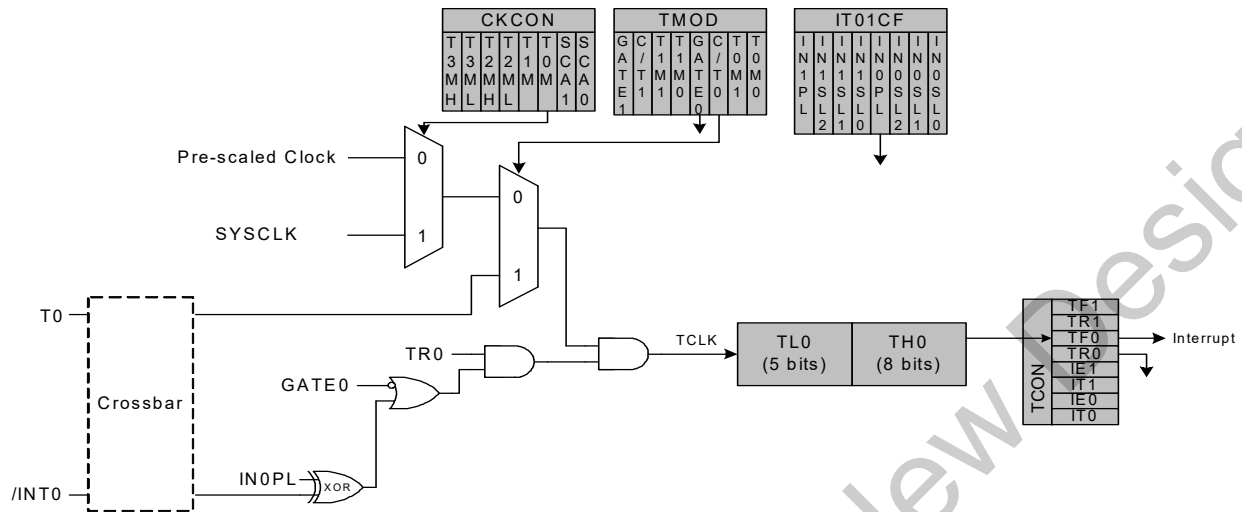 CKCON
T3MH T3ML T2MH T2ML T1M T0M SCA1 SCA0
TMOD
GATE1 C/T1 T1M1 T1M0 GATE0 C/T0 T0M1 T0M0
IT01CF
IN1PL IN1SL2 IN1SL1 IN1SL0 IN0PL IN0SL2 IN0SL1 IN0SL0
Pre-scaled Clock
0
SYSCLK
1
0
1
T0
Crossbar
/INT0
TR0
GATE0
IN0PL
XOR
TCLK
TL0
(5 bits)
TH0
(8 bits)
TCON
TF1
TR1
TF0
TR0
IE1
IT1
IE0
IT0
Interrupt
ew Desig